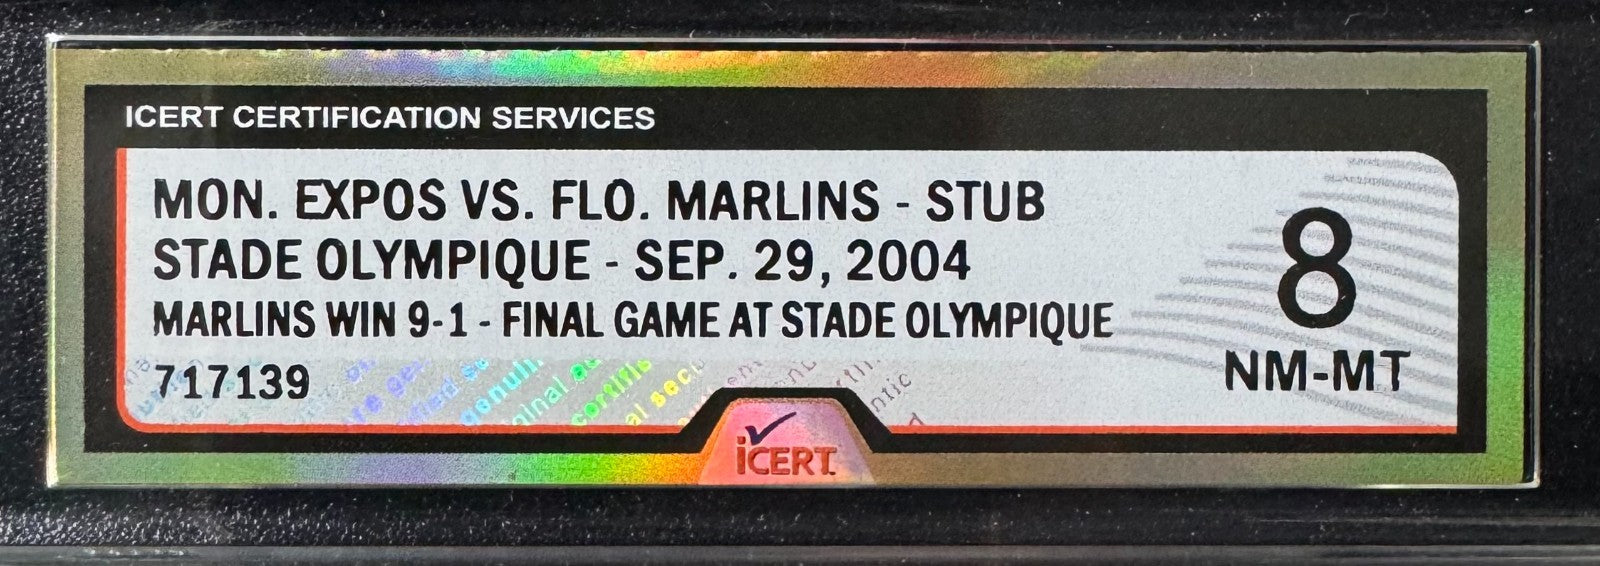 ICERT CERTIFICATION SERVICES
MON. EXPOS VS. FLO. MARLINS - STUB
STADE OLYMPIQUE - SEP. 29, 2004
MARLINS WIN 9-1 - FINAL GAME AT STADE OLYMPIQUE
717139
8
NM-MT
iCERT